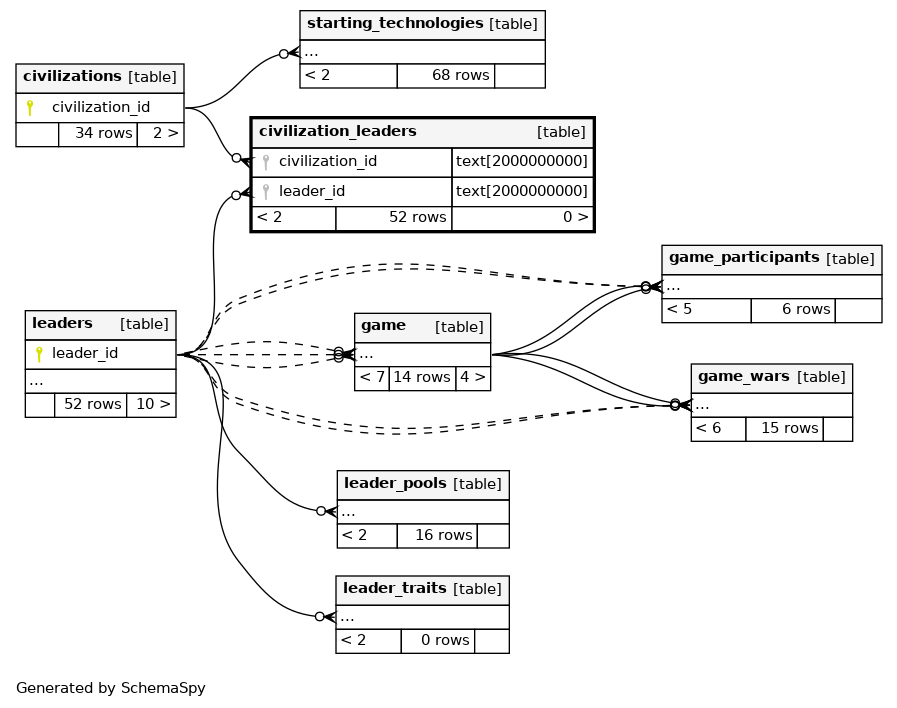 starting_technologies [table]
...
< 2 68 rows
civilizations [table]
civilization_id
34 rows 2 >
civilization_leaders [table]
civilization_id text[2000000000]
leader_id text[2000000000]
< 2 52 rows 0 >
game_participants [table]
...
< 5 6 rows
leaders [table]
leader_id
...
52 rows 10 >
game [table]
...
< 7 14 rows 4 >
game_wars [table]
...
< 6 15 rows
leader_pools [table]
...
< 2 16 rows
leader_traits [table]
...
< 2 0 rows
Generated by SchemaSpy